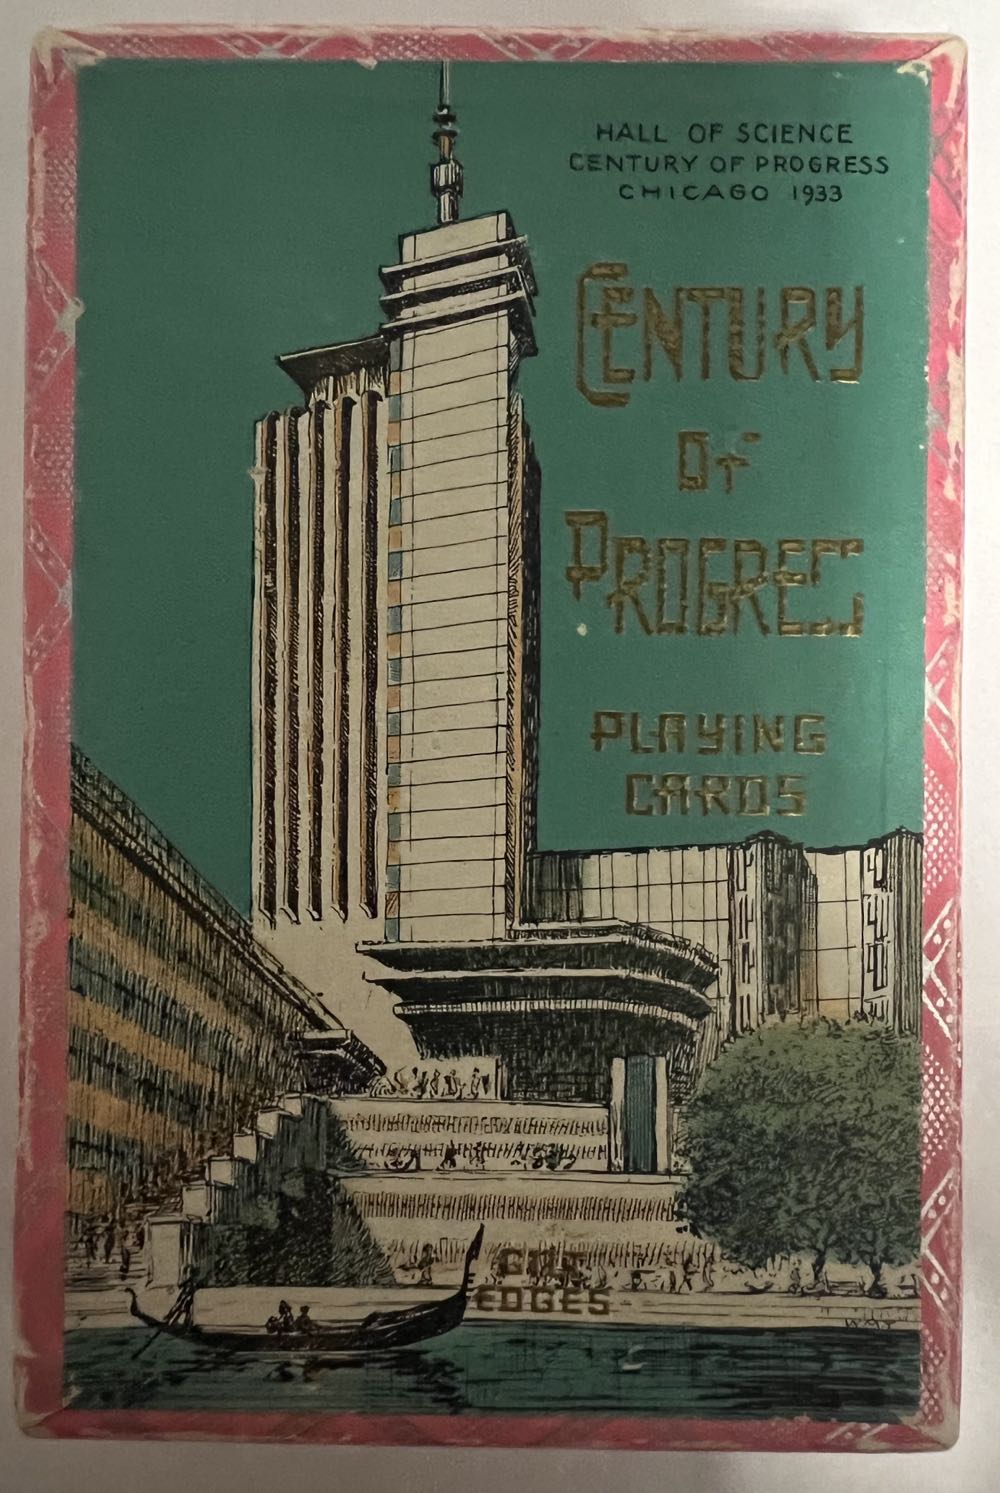 HALL OF SCIENCE
CENTURY OF PROGRESS
CHICAGO 1933
CENTURY
OF
PROGRESS
PLAYING
CARDS
GILT
EDGES